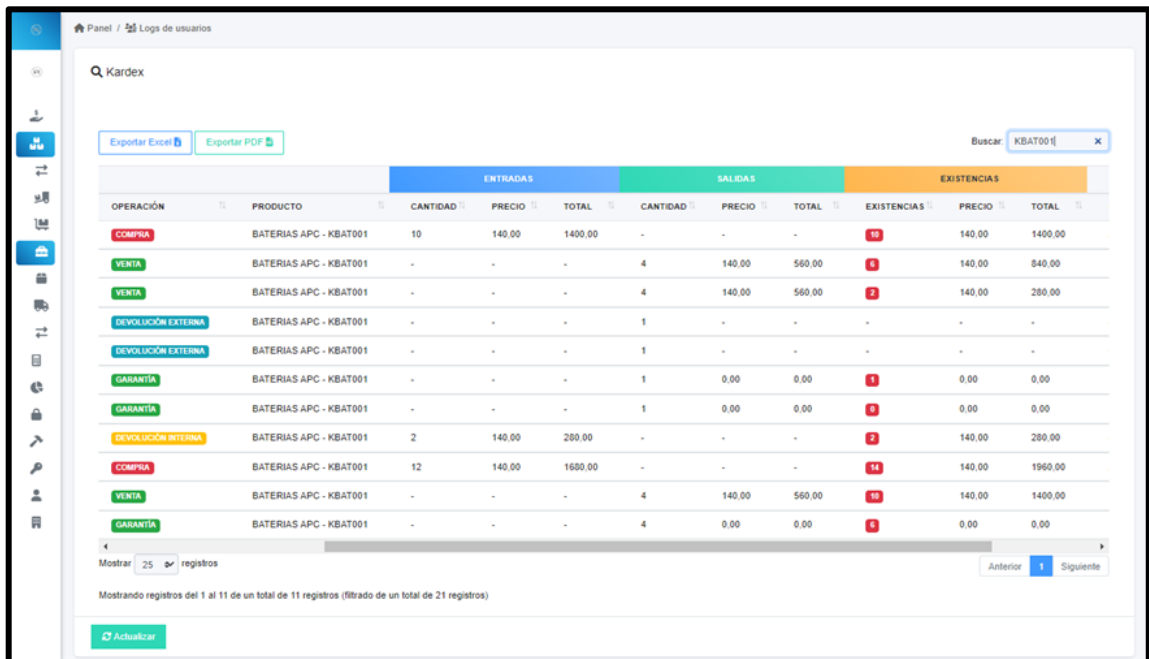 Panel / Logs de usuarios
Kardex
Exportar Excel Exportar PDF Buscar: KBAT001
ENTRADAS SALIDAS EXISTENCIAS
OPERACIÓN PRODUCTO CANTIDAD PRECIO TOTAL CANTIDAD PRECIO TOTAL EXISTENCIAS PRECIO TOTAL
COMPRA BATERIAS APC - KBAT001 10 140,00 1400,00 - - - 10 140,00 1400,00
VENTA BATERIAS APC - KBAT001 - - - 4 140,00 560,00 6 140,00 840,00
VENTA BATERIAS APC - KBAT001 - - - 4 140,00 560,00 2 140,00 280,00
DEVOLUCIÓN EXTERNA BATERIAS APC - KBAT001 - - - 1 - - - - -
DEVOLUCIÓN EXTERNA BATERIAS APC - KBAT001 - - - 1 - - - - -
GARANTÍA BATERIAS APC - KBAT001 - - - 1 0,00 0,00 1 0,00 0,00
GARANTÍA BATERIAS APC - KBAT001 - - - 1 0,00 0,00 0 0,00 0,00
DEVOLUCIÓN INTERNA BATERIAS APC - KBAT001 2 140,00 280,00 - - - 2 140,00 280,00
COMPRA BATERIAS APC - KBAT001 12 140,00 1680,00 - - - 14 140,00 1960,00
VENTA BATERIAS APC - KBAT001 - - - 4 140,00 560,00 10 140,00 1400,00
GARANTÍA BATERIAS APC - KBAT001 - - - 4 0,00 0,00 6 0,00 0,00
Mostrar 25 registros
Anterior 1 Siguiente
Mostrando registros del 1 al 11 de un total de 11 registros (filtrado de un total de 21 registros)
Actualizar